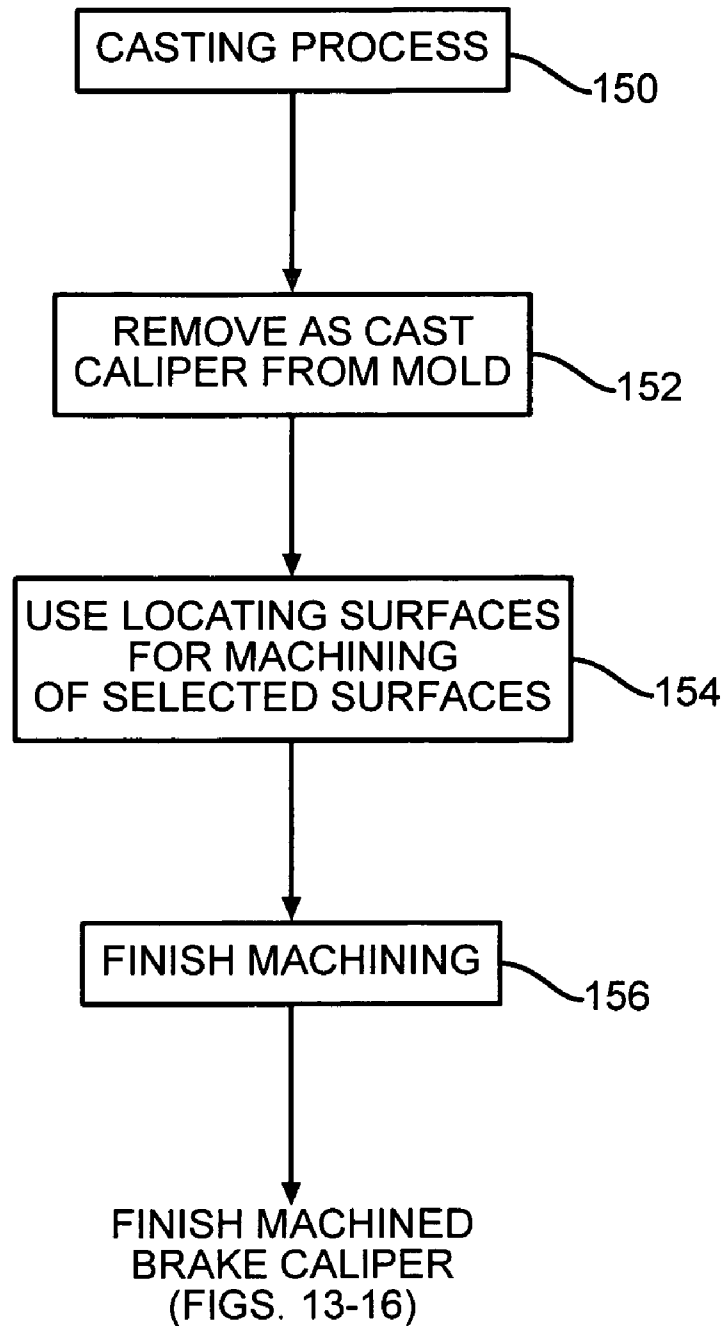 CASTING PROCESS
150
REMOVE AS CAST
CALIPER FROM MOLD
152
USE LOCATING SURFACES
FOR MACHINING
OF SELECTED SURFACES
154
FINISH MACHINING
156
FINISH MACHINED
BRAKE CALIPER
(FIGS. 13-16)